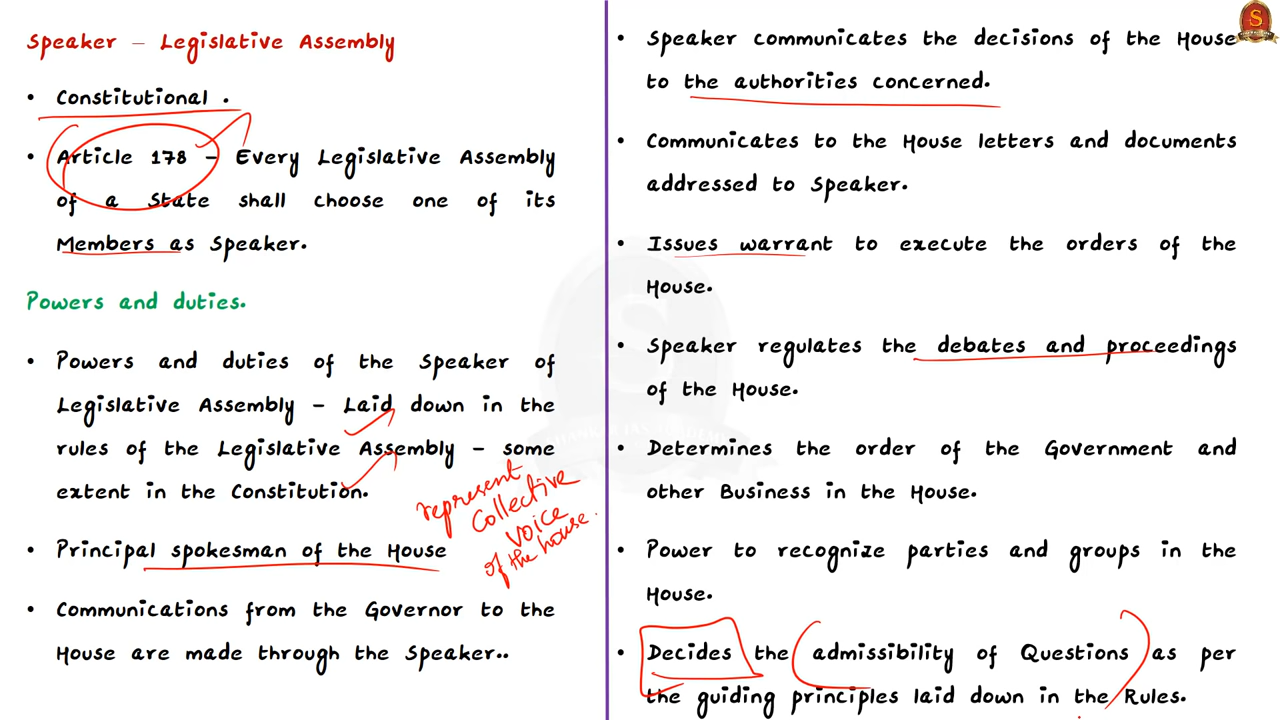 Speaker – Legislative Assembly
• Constitutional .
• Article 178 – Every Legislative Assembly
of a State shall choose one of its
Members as Speaker.
Powers and duties.
• Powers and duties of the Speaker of
Legislative Assembly – Laid down in the
rules of the Legislative Assembly – some
extent in the Constitution.
represent
Collective
voice
of the house.
• Principal spokesman of the House
• Communications from the Governor to the
House are made through the Speaker..
• Speaker communicates the decisions of the House
to the authorities concerned.
• Communicates to the House letters and documents
addressed to Speaker.
• Issues warrant to execute the orders of the
House.
• Speaker regulates the debates and proceedings
of the House.
• Determines the order of the Government and
other Business in the House.
• Power to recognize parties and groups in the
House.
• Decides the admissibility of Questions as per
the guiding principles laid down in the Rules.